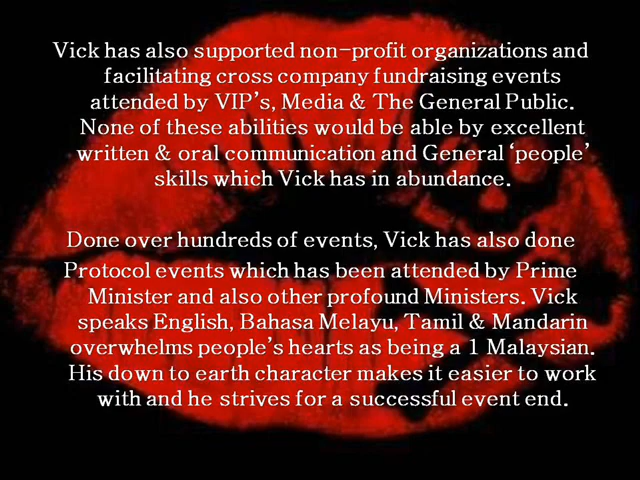 Vick has also supported non-profit organizations and
facilitating cross company fundraising events
attended by VIP's, Media & The General Public.
None of these abilities would be able by excellent
written & oral communication and General 'people'
skills which Vick has in abundance.
Done over hundreds of events, Vick has also done
Protocol events which has been attended by Prime
Minister and also other profound Ministers. Vick
speaks English, Bahasa Melayu, Tamil & Mandarin
overwhelms people's hearts as being a 1 Malaysian.
His down to earth character makes it easier to work
with and he strives for a successful event end.